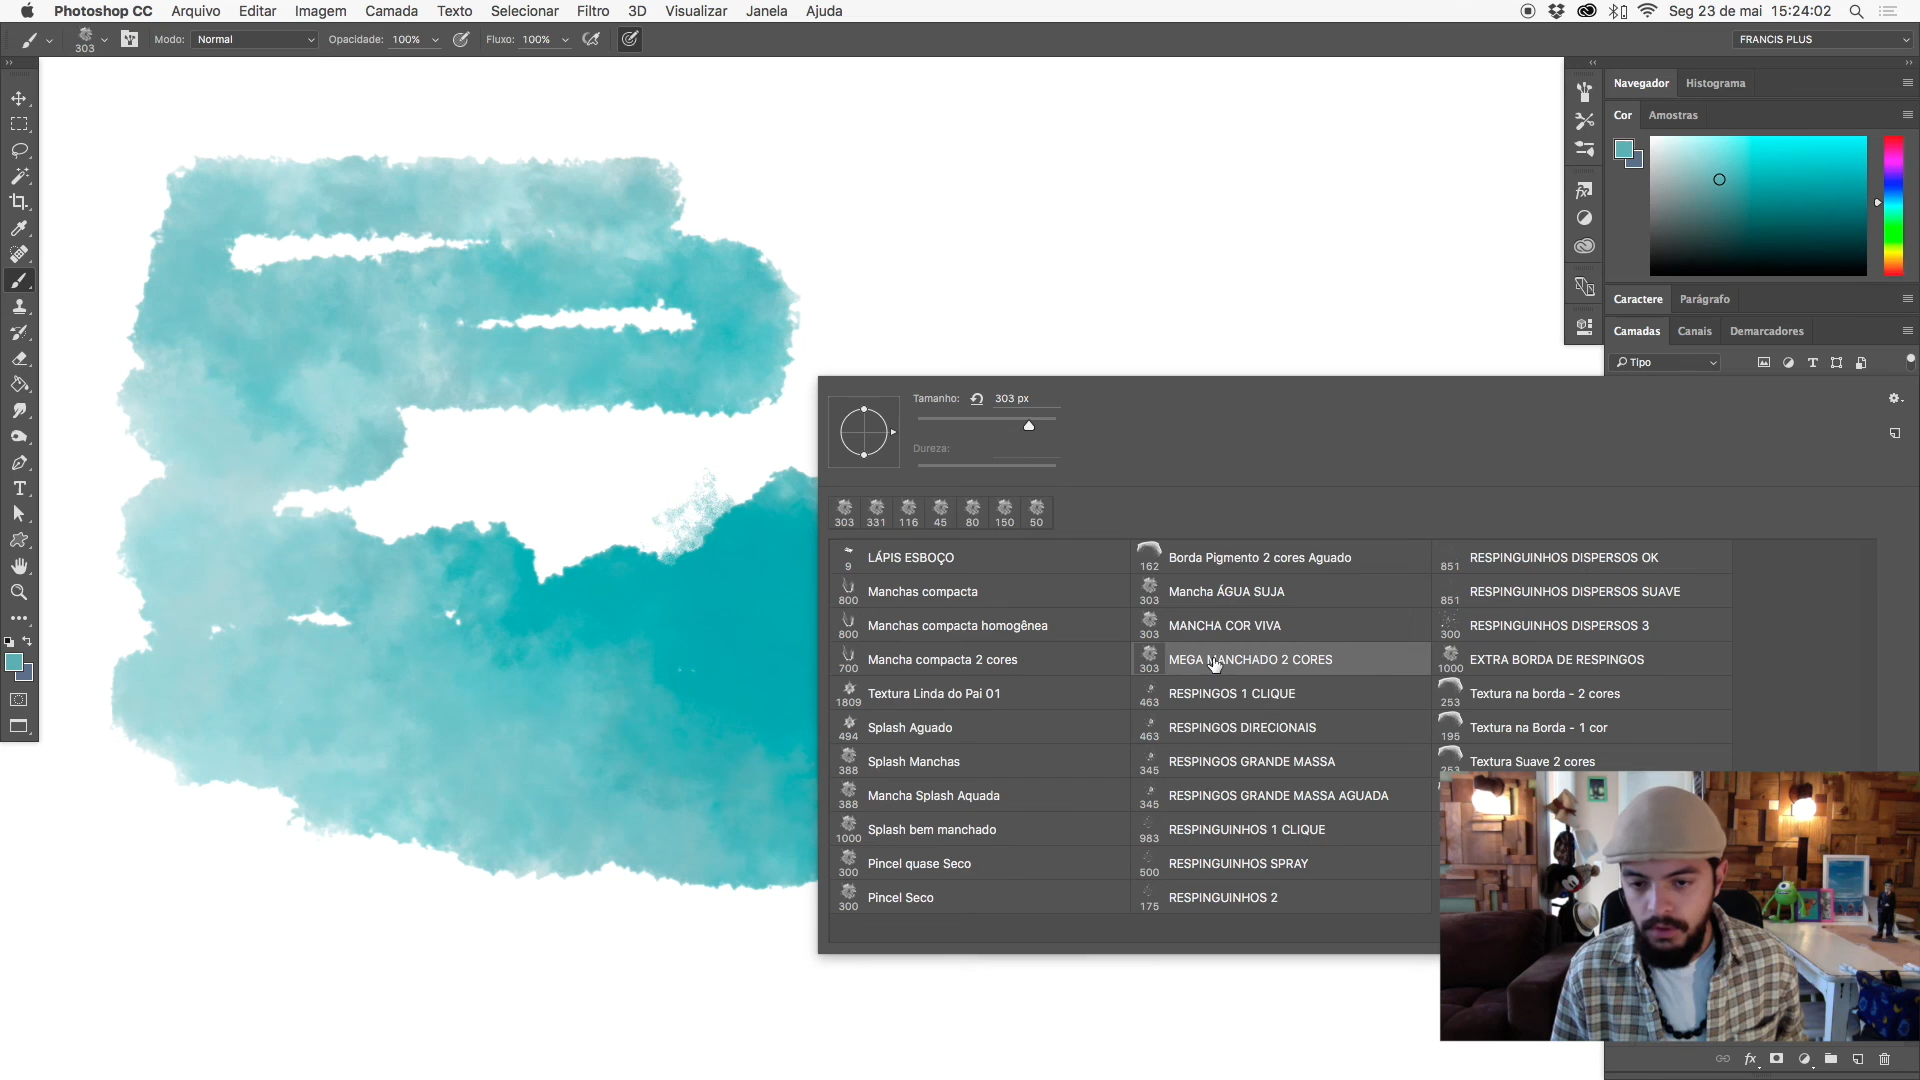 Photoshop CC Arquivo Editar Imagem Camada Texto Selecionar Filtro 3D Visualizar Janela Ajuda Seg 23 de mai 15:24:02
303 Modo: Normal Opacidade: 100% Fluxo: 100% FRANCIS PLUS
Navegador Histograma
Cor Amostras
Caractere Parágrafo
Camadas Canais Demarcadores
Tipo
Tamanho: 303 px
Dureza:
303 331 116 45 80 150 50
9 LÁPIS ESBOÇO 162 Borda Pigmento 2 cores Aguado 851 RESPINGUINHOS DISPERSOS OK
800 Manchas compacta 303 Mancha ÁGUA SUJA 851 RESPINGUINHOS DISPERSOS SUAVE
800 Manchas compacta homogênea 303 MANCHA COR VIVA 300 RESPINGUINHOS DISPERSOS 3
700 Mancha compacta 2 cores 303 MEGA MANCHADO 2 CORES 1000 EXTRA BORDA DE RESPINGOS
1809 Textura Linda do Pai 01 463 RESPINGOS 1 CLIQUE 253 Textura na borda - 2 cores
494 Splash Aguado 463 RESPINGOS DIRECIONAIS 195 Textura na Borda - 1 cor
388 Splash Manchas 345 RESPINGOS GRANDE MASSA 253 Textura Suave 2 cores
388 Mancha Splash Aquada 345 RESPINGOS GRANDE MASSA AGUADA
1000 Splash bem manchado 983 RESPINGUINHOS 1 CLIQUE
300 Pincel quase Seco 500 RESPINGUINHOS SPRAY
300 Pincel Seco 175 RESPINGUINHOS 2